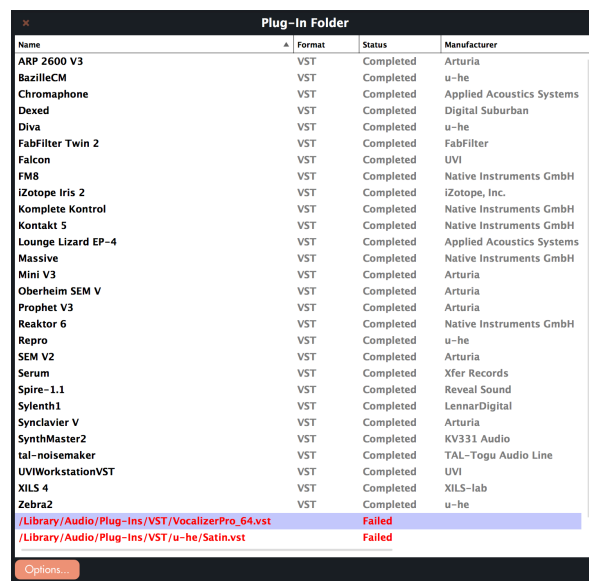 Plug-In Folder
Name Format Status Manufacturer
ARP 2600 V3 VST Completed Arturia
BazilleCM VST Completed u-he
Chromaphone VST Completed Applied Acoustics Systems
Dexed VST Completed Digital Suburban
Diva VST Completed u-he
FabFilter Twin 2 VST Completed FabFilter
Falcon VST Completed UVI
FM8 VST Completed Native Instruments GmbH
iZotope Iris 2 VST Completed iZotope, Inc.
Komplete Kontrol VST Completed Native Instruments GmbH
Kontakt 5 VST Completed Native Instruments GmbH
Lounge Lizard EP-4 VST Completed Applied Acoustics Systems
Massive VST Completed Native Instruments GmbH
Mini V3 VST Completed Arturia
Oberheim SEM V VST Completed Arturia
Prophet V3 VST Completed Arturia
Reaktor 6 VST Completed Native Instruments GmbH
Repro VST Completed u-he
SEM V2 VST Completed Arturia
Serum VST Completed Xfer Records
Spire-1.1 VST Completed Reveal Sound
Sylenth1 VST Completed LennarDigital
Synclavier V VST Completed Arturia
SynthMaster2 VST Completed KV331 Audio
tal-noisemaker VST Completed TAL-Togu Audio Line
UVIWorkstationVST VST Completed UVI
XILS 4 VST Completed XILS-lab
Zebra2 VST Completed u-he
/Library/Audio/Plug-Ins/VST/VocalizerPro_64.vst Failed
/Library/Audio/Plug-Ins/VST/u-he/Satin.vst Failed
Options...